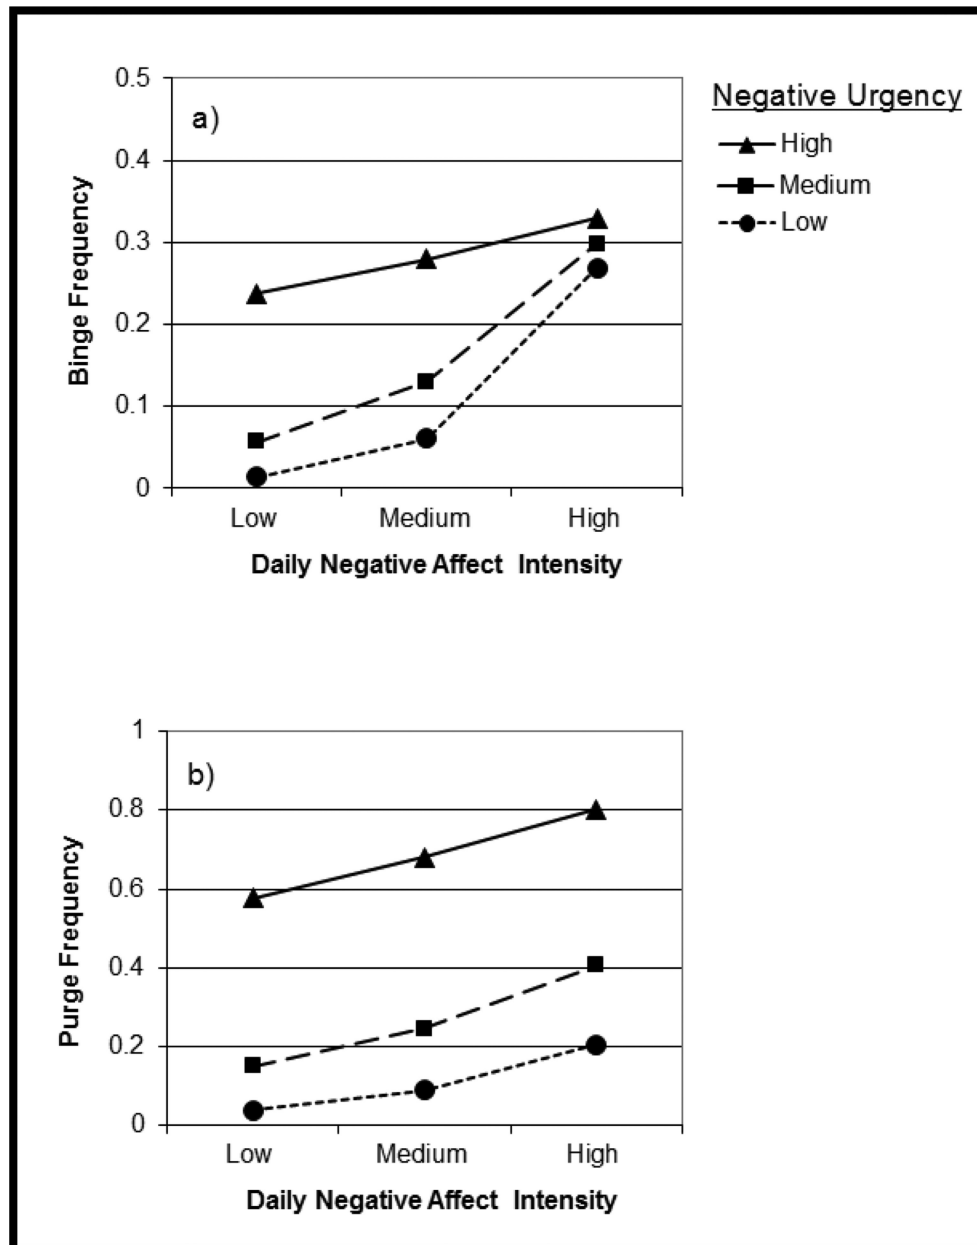 0.5
a)
0.4
0.3
0.2
0.1
0
Binge Frequency
Low Medium High
Daily Negative Affect Intensity
Negative Urgency
High
Medium
Low
1
b)
0.8
0.6
0.4
0.2
0
Purge Frequency
Low Medium High
Daily Negative Affect Intensity